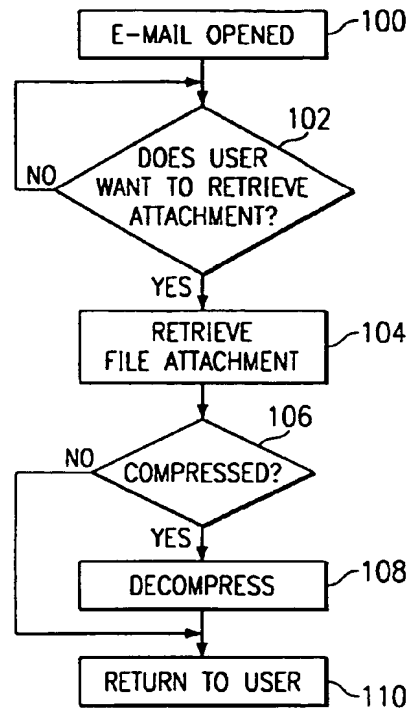 E-MAIL OPENED
100
102
DOES USER
WANT TO RETRIEVE
ATTACHMENT?
NO
YES
RETRIEVE
FILE ATTACHMENT
104
106
NO
COMPRESSED?
YES
DECOMPRESS
108
RETURN TO USER
110